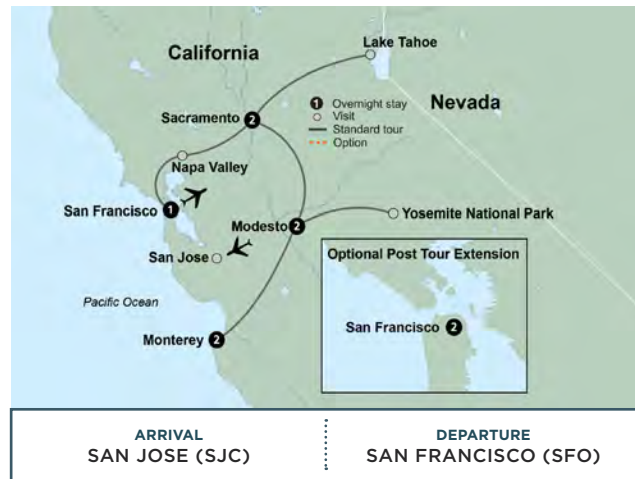 California
Lake Tahoe
Nevada
1 Overnight stay
Visit
Standard tour
Option
Sacramento 2
Napa Valley
San Francisco 1
Modesto 2
Yosemite National Park
San Jose
Optional Post Tour Extension
San Francisco 2
Pacific Ocean
Monterey 2
ARRIVAL
SAN JOSE (SJC)
DEPARTURE
SAN FRANCISCO (SFO)